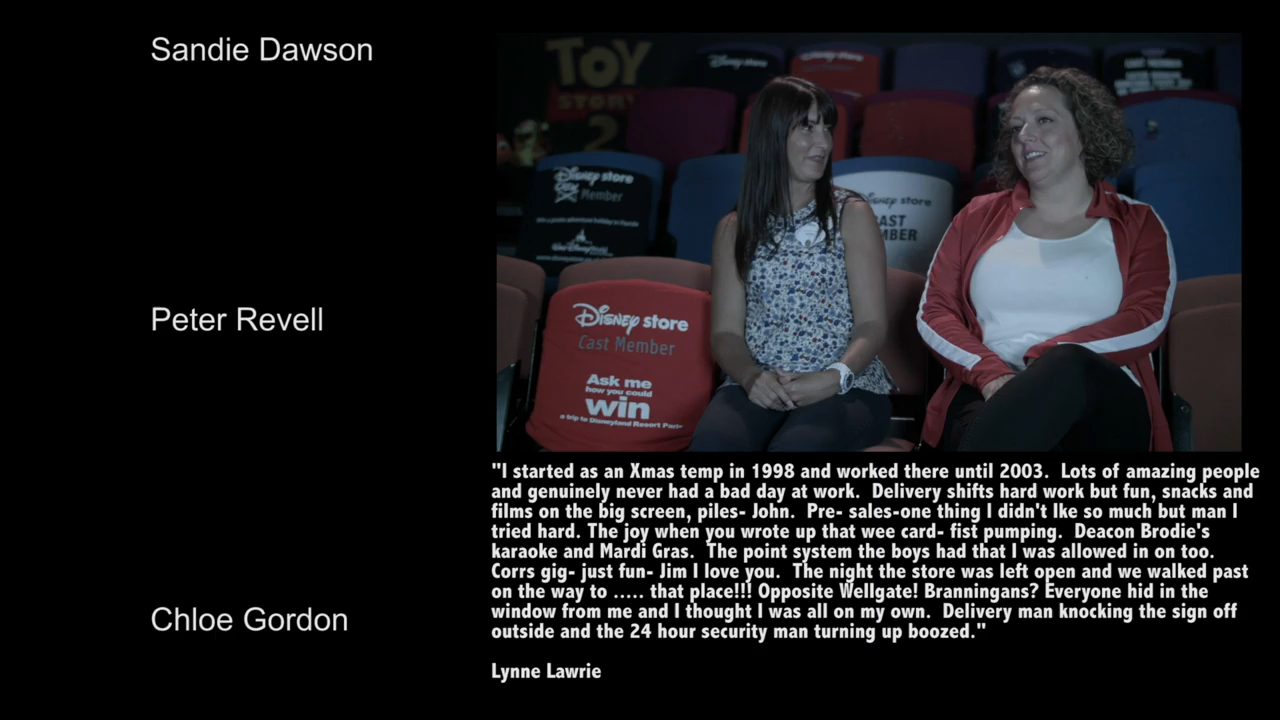 Sandie Dawson
Peter Revell
Chloe Gordon
TOY
STORY
2
Disney store
Disney store
Disney store
Member
Disney store
CAST
MEMBER
Disney store
Cast Member
Ask me
how you could
win
a trip to Disneyland Resort Paris
"I started as an Xmas temp in 1998 and worked there until 2003.  Lots of amazing people
and genuinely never had a bad day at work.  Delivery shifts hard work but fun, snacks and
films on the big screen, piles- John.  Pre- sales-one thing I didn't lke so much but man I
tried hard. The joy when you wrote up that wee card- fist pumping.  Deacon Brodie's
karaoke and Mardi Gras.  The point system the boys had that I was allowed in on too.
Corrs gig- just fun- Jim I love you.  The night the store was left open and we walked past
on the way to ..... that place!!! Opposite Wellgate! Branningans? Everyone hid in the
window from me and I thought I was all on my own.  Delivery man knocking the sign off
outside and the 24 hour security man turning up boozed."
Lynne Lawrie